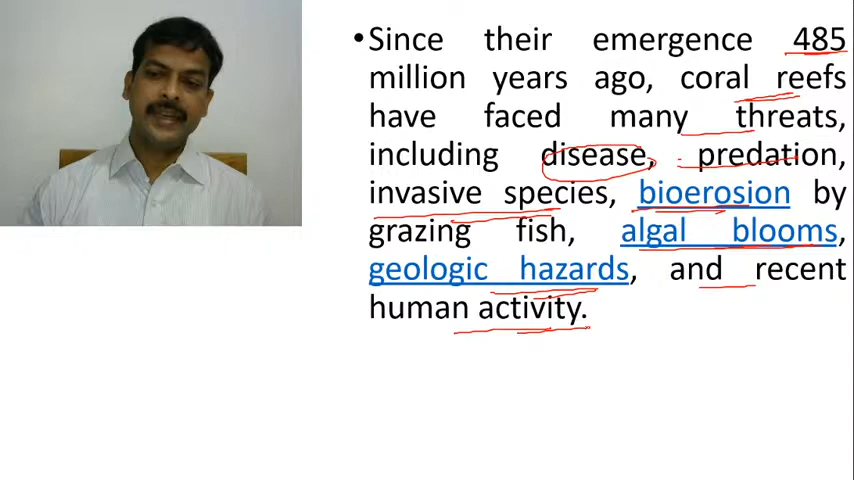 •Since their emergence 485
million years ago, coral reefs
have faced many threats,
including disease, predation,
invasive species, bioerosion by
grazing fish, algal blooms,
geologic hazards, and recent
human activity.